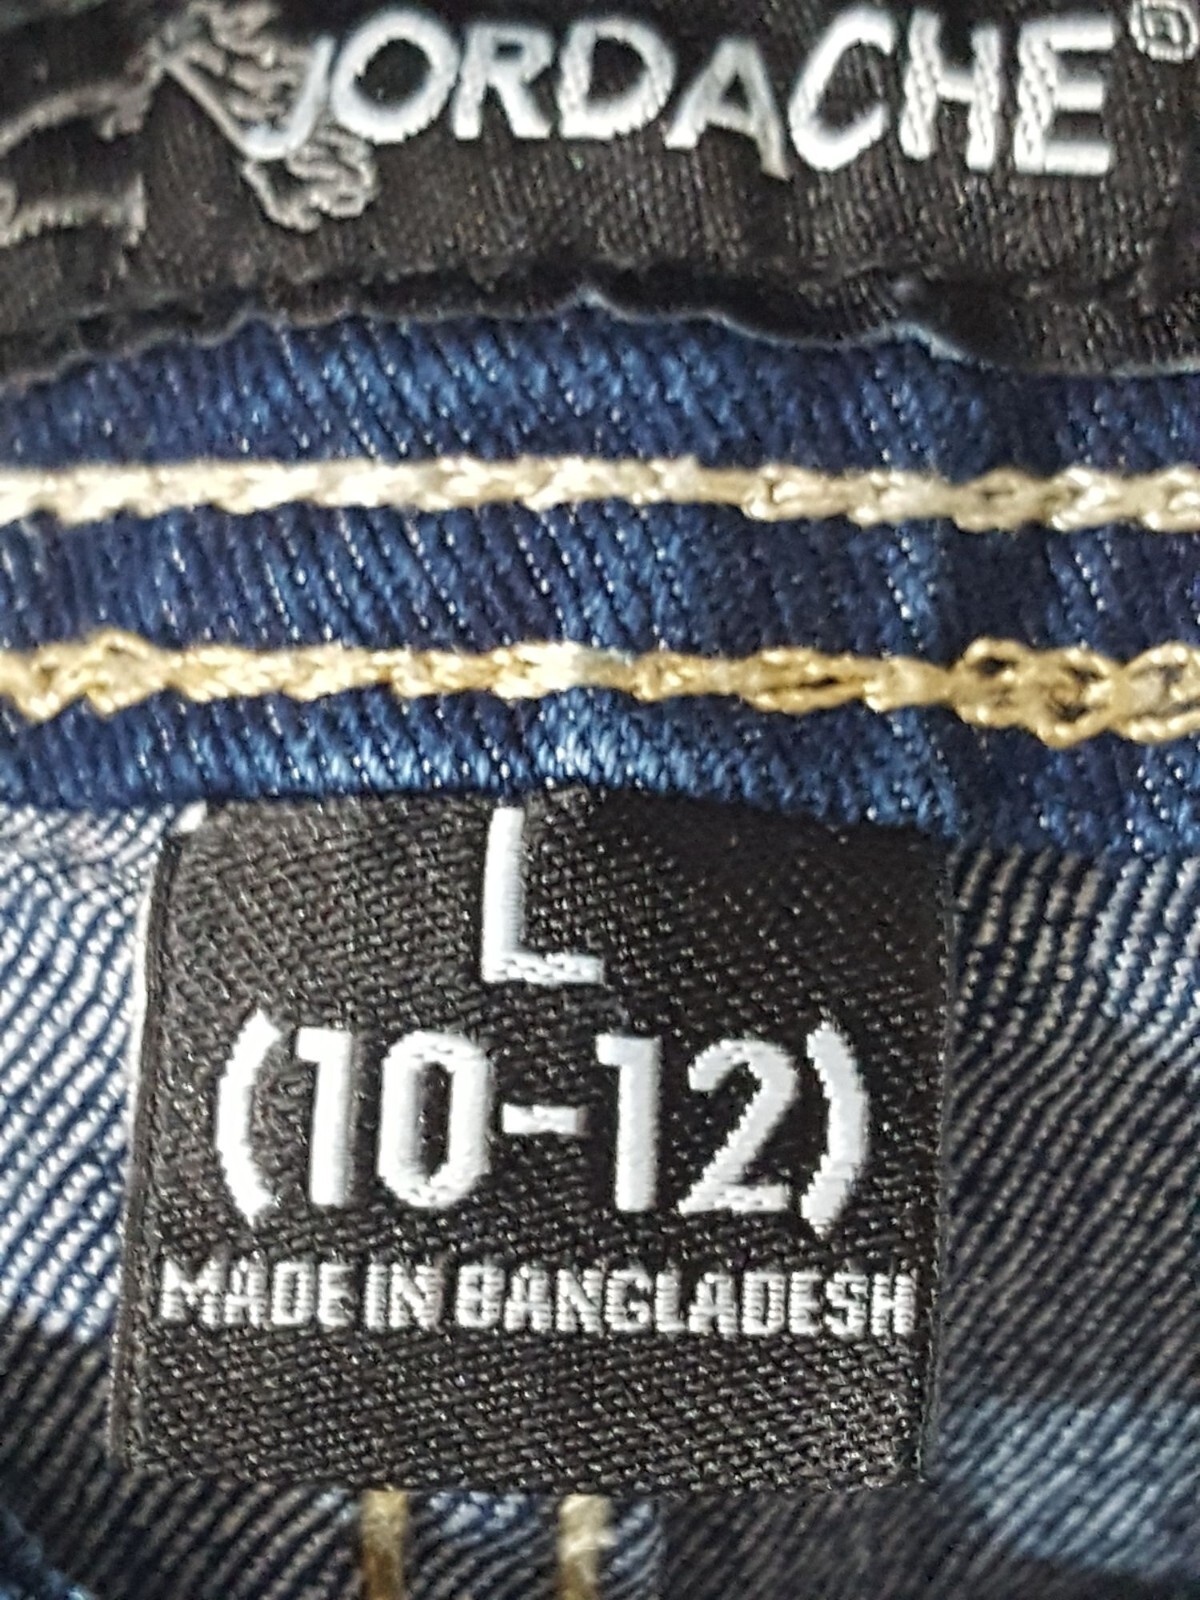 JORDACHE®
L
(10-12)
MADE IN BANGLADESH